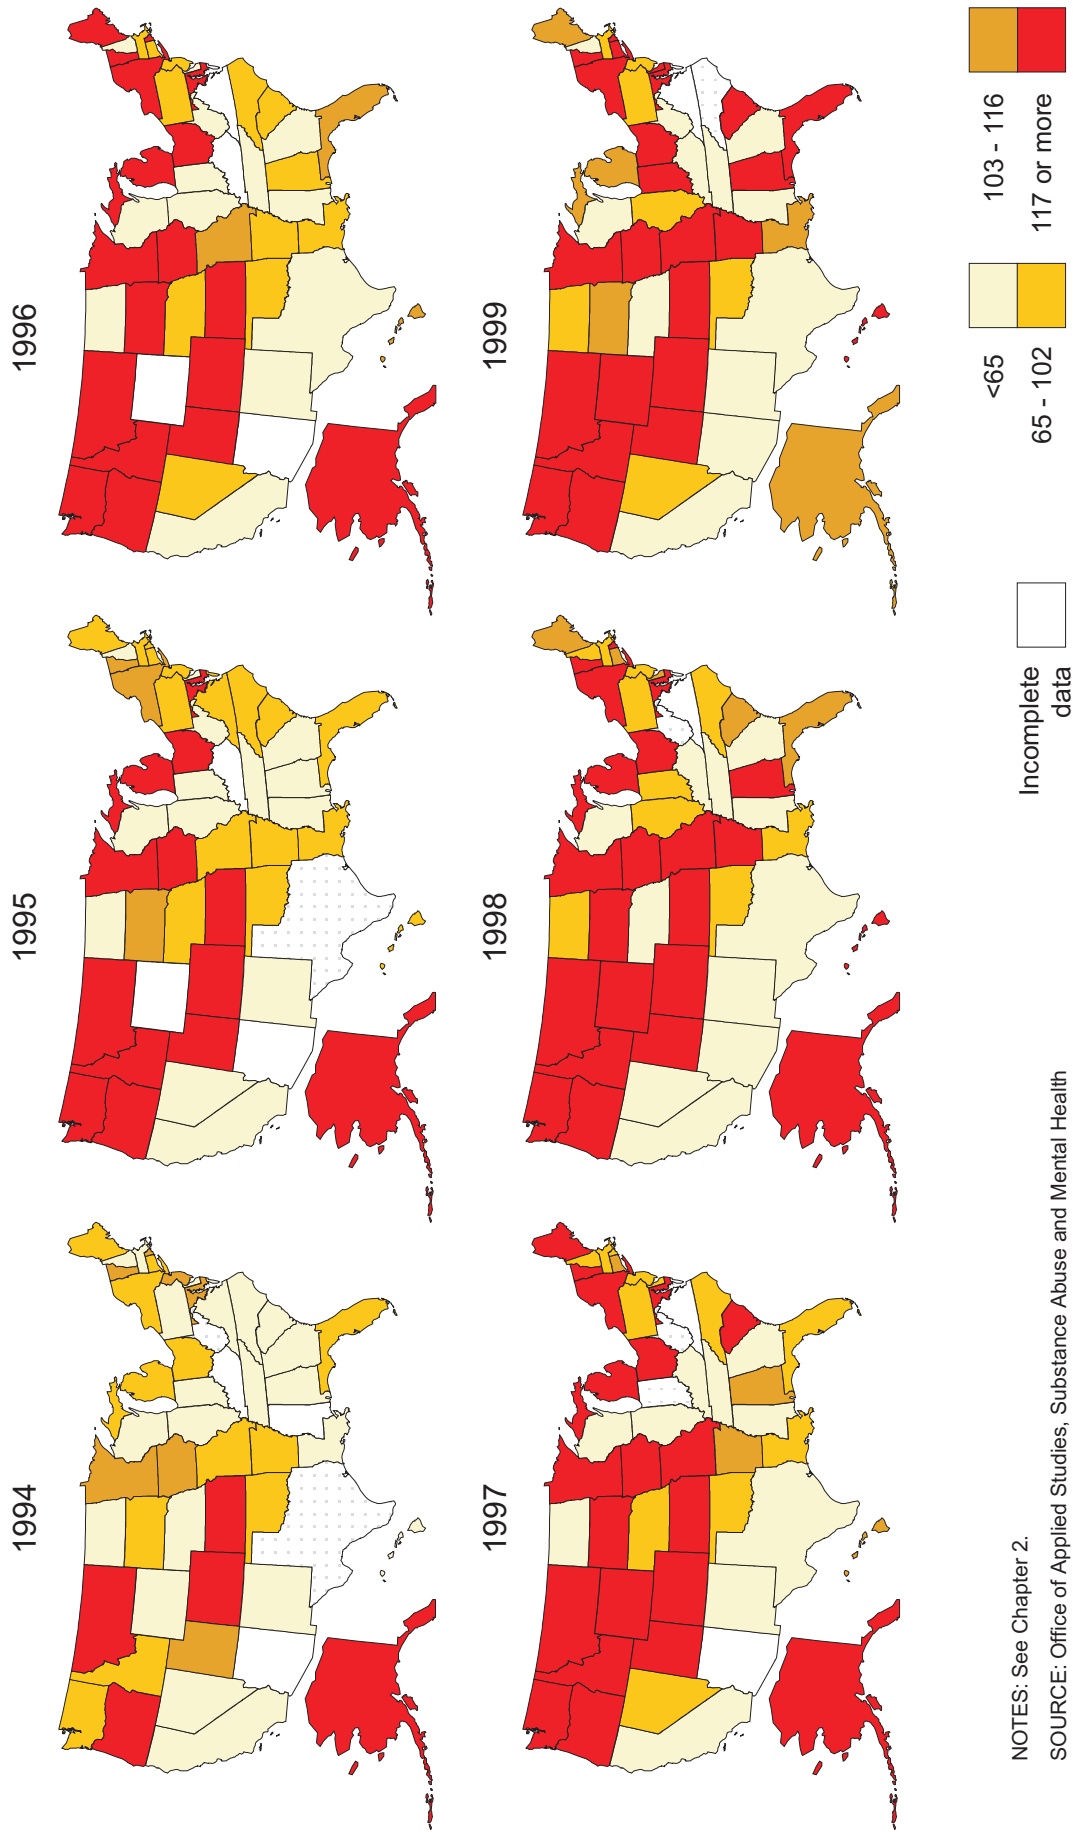 1994
1995
1996
1997
1998
1999
Incomplete
data
<65
65 - 102
103 - 116
117 or more
NOTES: See Chapter 2.
SOURCE: Office of Applied Studies, Substance Abuse and Mental Health